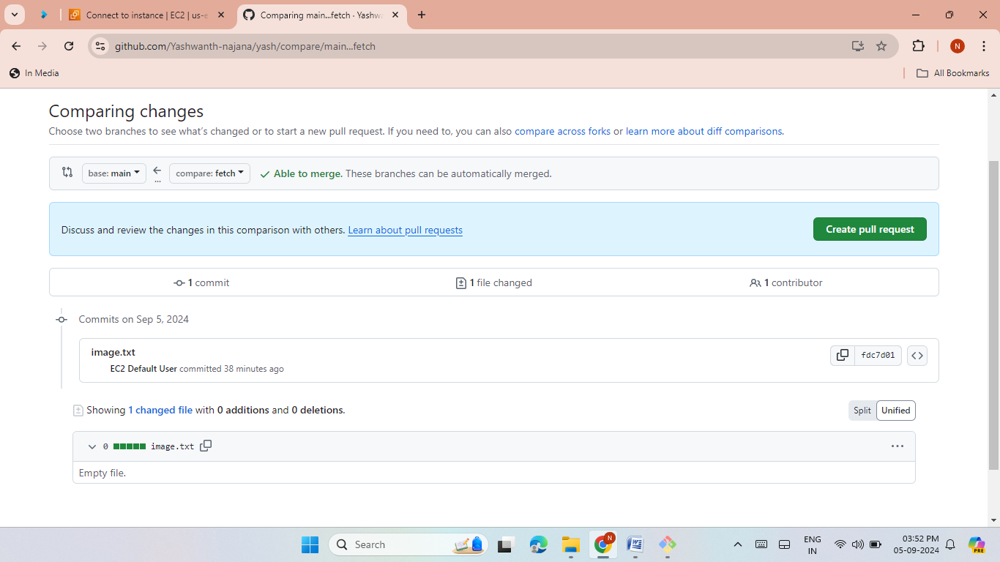 Connect to instance | EC2 | us-e
Comparing main...fetch · Yashwa
github.com/Yashwanth-najana/yash/compare/main...fetch
N
In Media
All Bookmarks
Comparing changes
Choose two branches to see what's changed or to start a new pull request. If you need to, you can also compare across forks or learn more about diff comparisons.
base: main
...
compare: fetch
Able to merge. These branches can be automatically merged.
Discuss and review the changes in this comparison with others. Learn about pull requests
Create pull request
1 commit
1 file changed
1 contributor
Commits on Sep 5, 2024
image.txt
EC2 Default User committed 38 minutes ago
fdc7d01
Showing 1 changed file with 0 additions and 0 deletions.
Split
Unified
0
image.txt
Empty file.
Search
N
ENG
IN
03:52 PM
05-09-2024
PRE